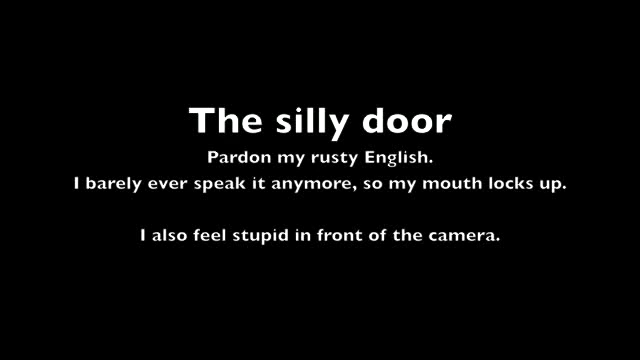 The silly door
Pardon my rusty English.
I barely ever speak it anymore, so my mouth locks up.
I also feel stupid in front of the camera.